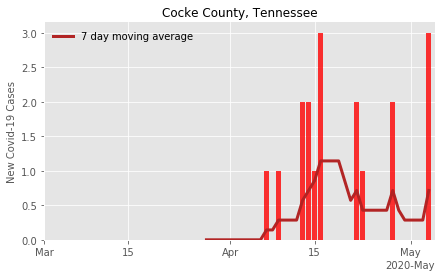 Cocke County, Tennessee
7 day moving average
New Covid-19 Cases
3.0
2.5
2.0
1.5
1.0
0.5
0.0
Mar 15 Apr 15 May
2020-May